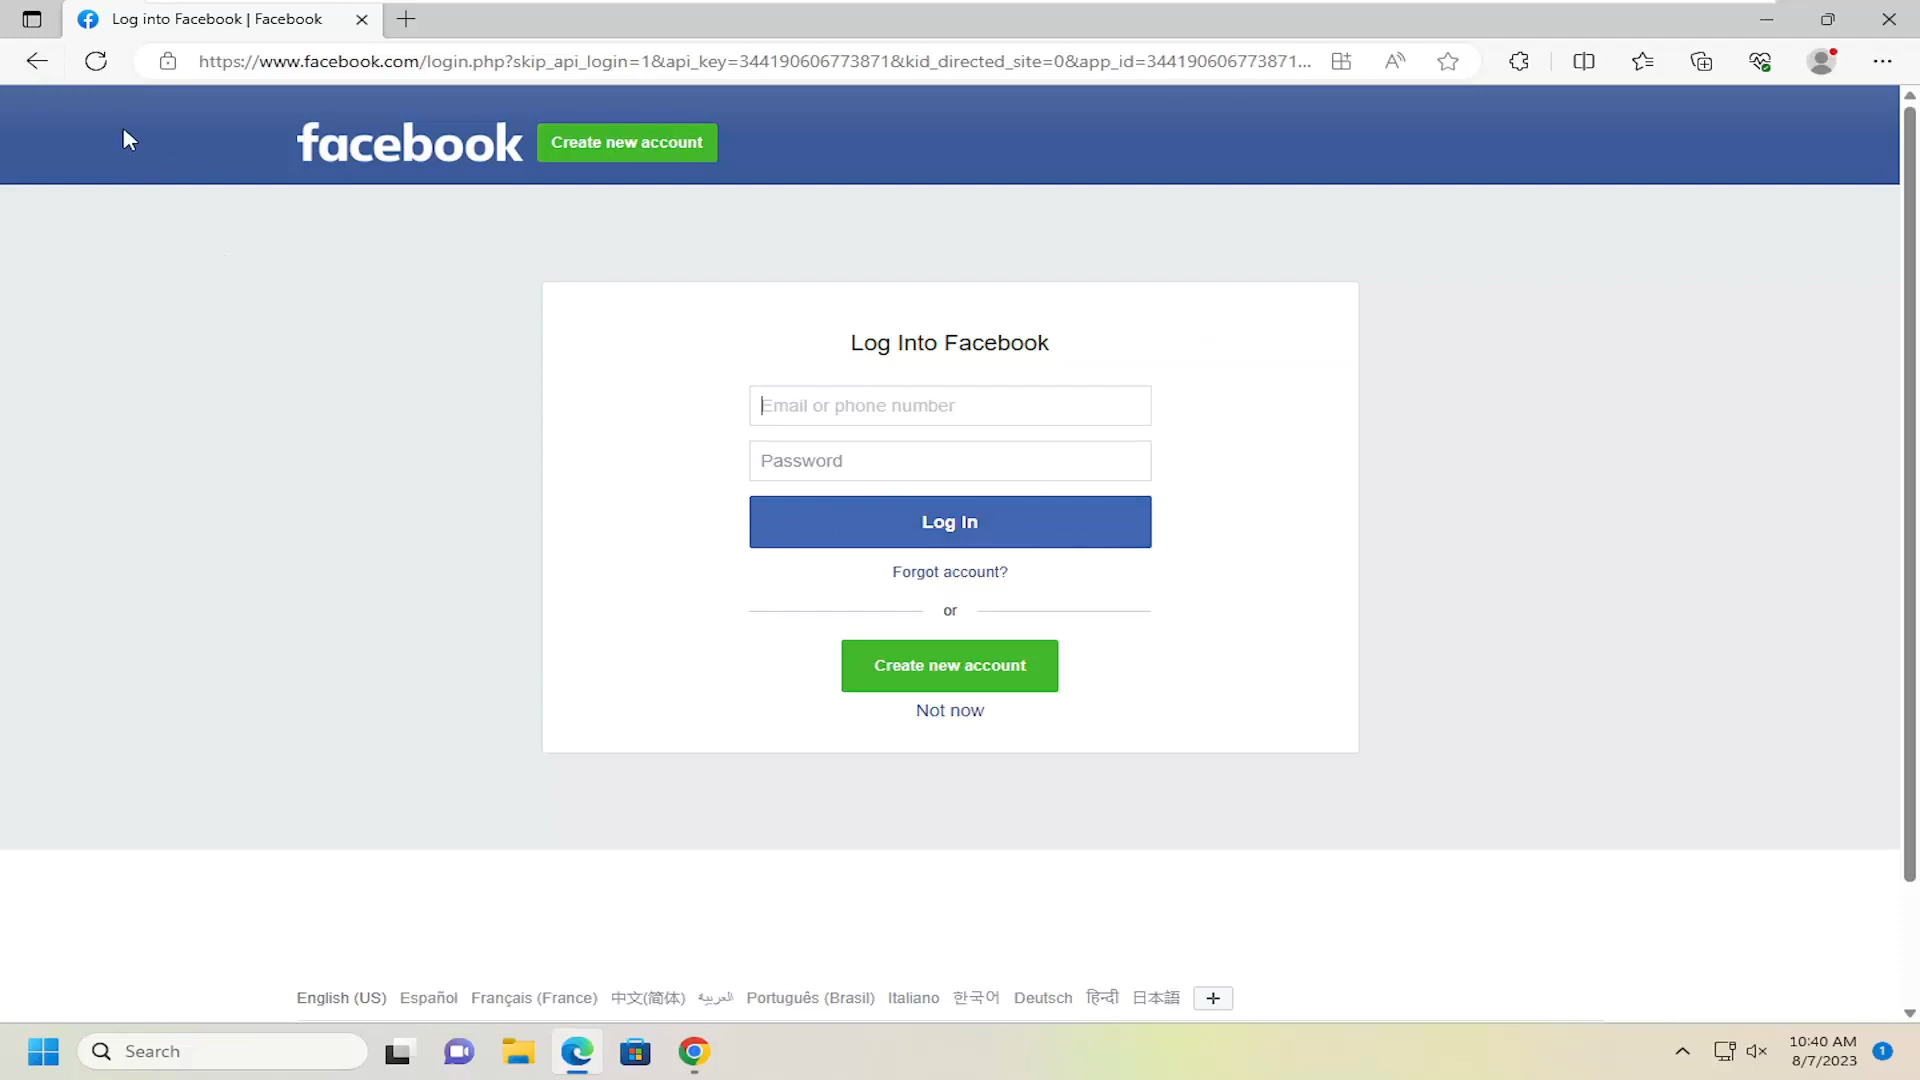 Log into Facebook | Facebook
https://www.facebook.com/login.php?skip_api_login=1&api_key=344190606773871&kid_directed_site=0&app_id=344190606773871...
facebook
Create new account
Log Into Facebook
Email or phone number
Password
Log In
Forgot account?
or
Create new account
Not now
English (US) Español Français (France) 中文(简体) العربية Português (Brasil) Italiano 한국어 Deutsch हिन्दी 日本語 +
Search
10:40 AM
8/7/2023
1